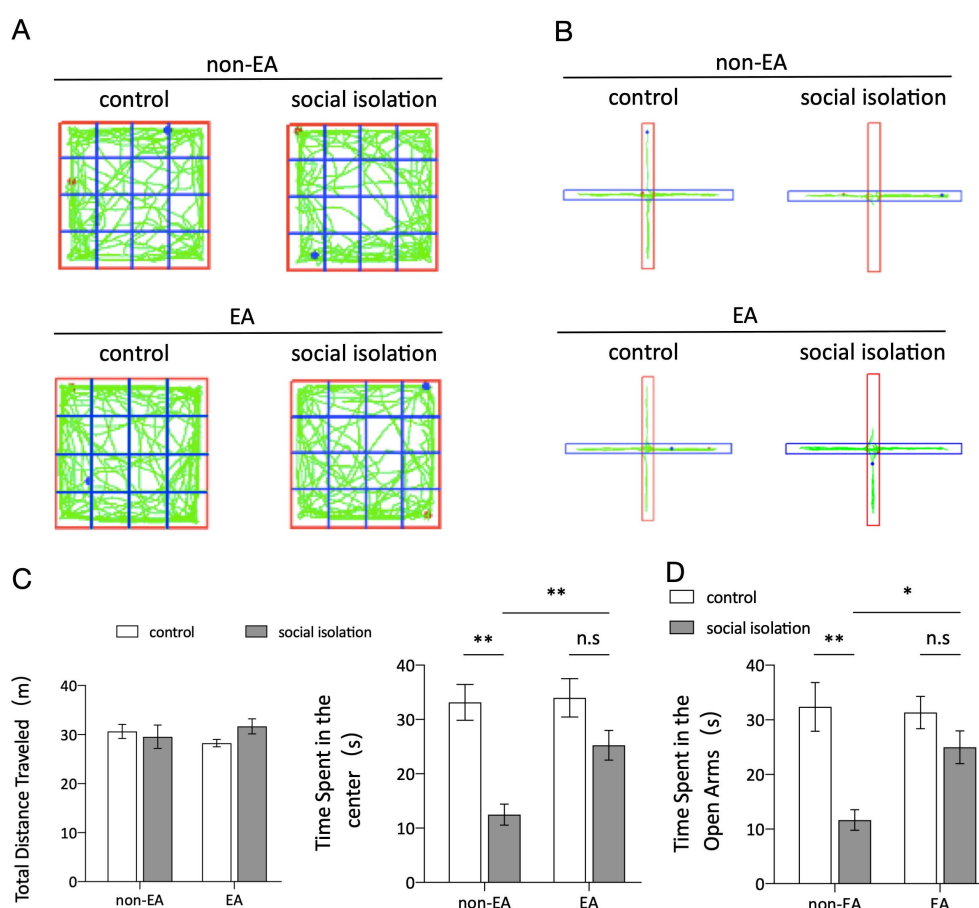 A
non-EA
control social isolation
EA
control social isolation
B
non-EA
control social isolation
EA
control social isolation
C
control social isolation
Total Distance Traveled (m)
40
30
20
10
0
non-EA EA
** 
** n.s
Time Spent in the
center (s)
40
30
20
10
0
non-EA EA
D
control
social isolation
*
** n.s
Time Spent in the
Open Arms (s)
40
30
20
10
0
non-EA EA